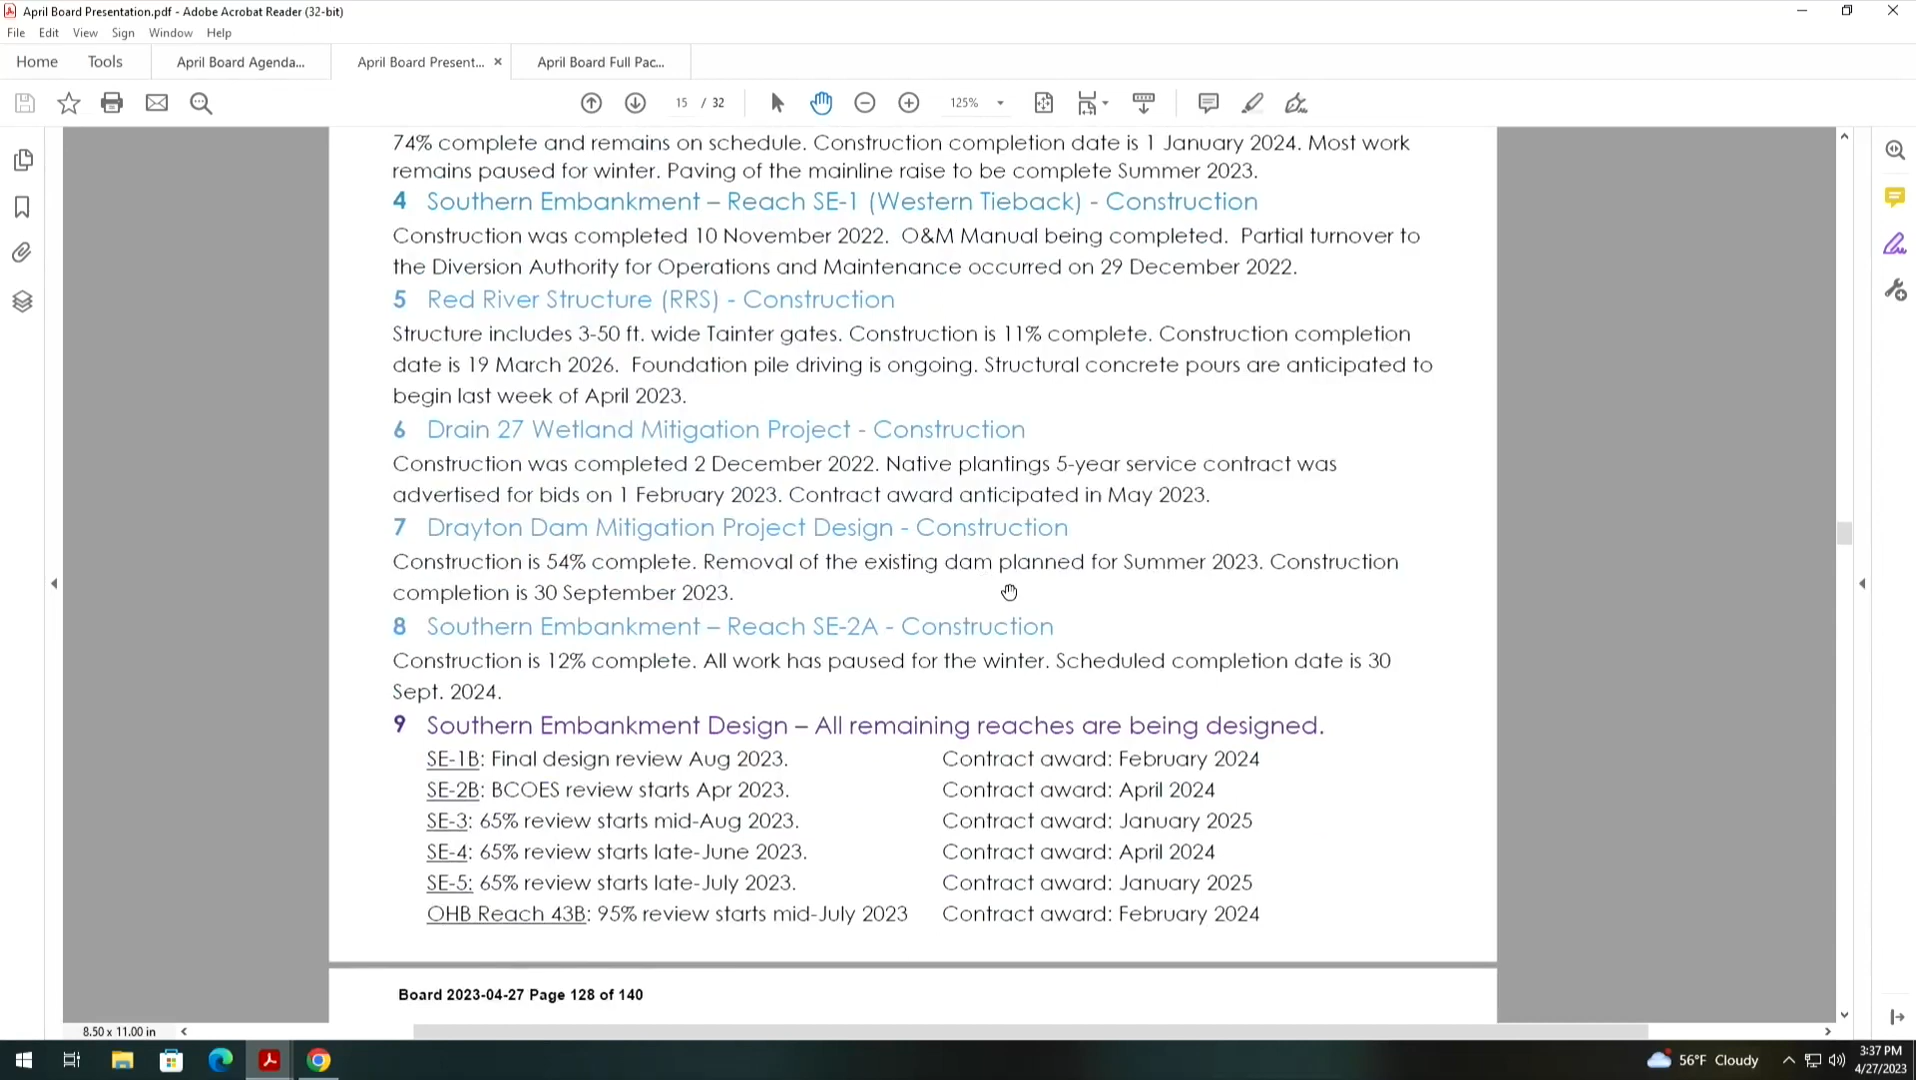 April Board Presentation.pdf - Adobe Acrobat Reader (32-bit)
File Edit View Sign Window Help
Home Tools April Board Agenda... April Board Present... × April Board Full Pac...
15 / 32 125%
74% complete and remains on schedule. Construction completion date is 1 January 2024. Most work
remains paused for winter. Paving of the mainline raise to be complete Summer 2023.
4 Southern Embankment – Reach SE-1 (Western Tieback) - Construction
Construction was completed 10 November 2022. O&M Manual being completed. Partial turnover to
the Diversion Authority for Operations and Maintenance occurred on 29 December 2022.
5 Red River Structure (RRS) - Construction
Structure includes 3-50 ft. wide Tainter gates. Construction is 11% complete. Construction completion
date is 19 March 2026. Foundation pile driving is ongoing. Structural concrete pours are anticipated to
begin last week of April 2023.
6 Drain 27 Wetland Mitigation Project - Construction
Construction was completed 2 December 2022. Native plantings 5-year service contract was
advertised for bids on 1 February 2023. Contract award anticipated in May 2023.
7 Drayton Dam Mitigation Project Design - Construction
Construction is 54% complete. Removal of the existing dam planned for Summer 2023. Construction
completion is 30 September 2023.
8 Southern Embankment – Reach SE-2A - Construction
Construction is 12% complete. All work has paused for the winter. Scheduled completion date is 30
Sept. 2024.
9 Southern Embankment Design – All remaining reaches are being designed.
SE-1B: Final design review Aug 2023. Contract award: February 2024
SE-2B: BCOES review starts Apr 2023. Contract award: April 2024
SE-3: 65% review starts mid-Aug 2023. Contract award: January 2025
SE-4: 65% review starts late-June 2023. Contract award: April 2024
SE-5: 65% review starts late-July 2023. Contract award: January 2025
OHB Reach 43B: 95% review starts mid-July 2023 Contract award: February 2024
Board 2023-04-27 Page 128 of 140
8.50 x 11.00 in
56°F Cloudy 3:37 PM
4/27/2023